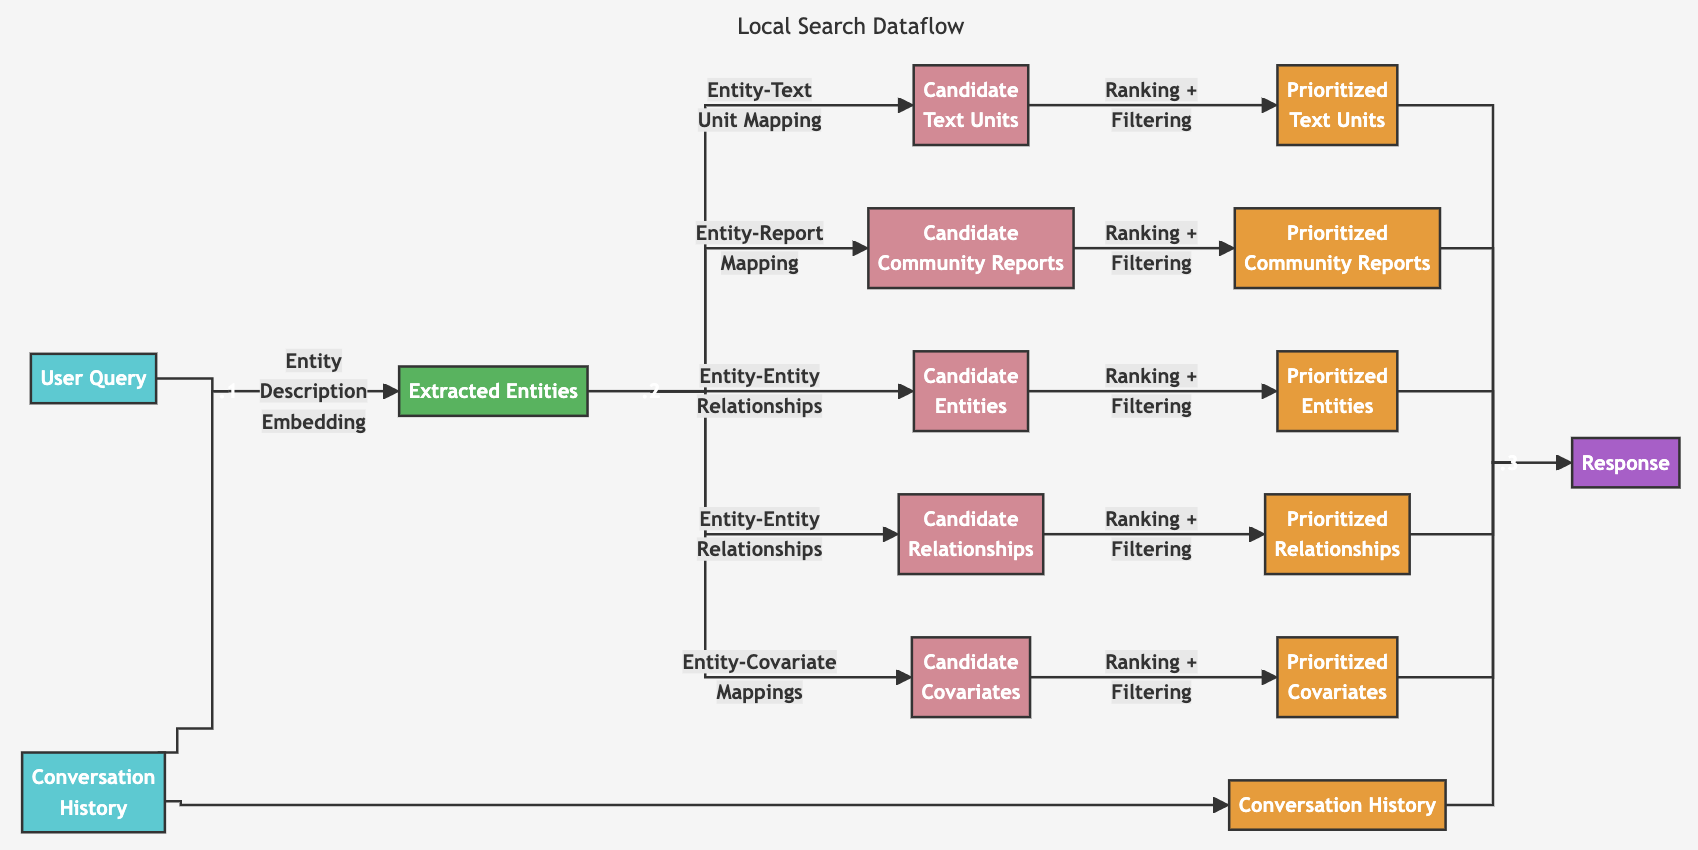 Local Search Dataflow
Entity-Text
Unit Mapping
Candidate
Text Units
Ranking +
Filtering
Prioritized
Text Units
Entity-Report
Mapping
Candidate
Community Reports
Ranking +
Filtering
Prioritized
Community Reports
User Query
.1
Entity
Description
Embedding
Extracted Entities
.2
Entity-Entity
Relationships
Candidate
Entities
Ranking +
Filtering
Prioritized
Entities
.3
Response
Entity-Entity
Relationships
Candidate
Relationships
Ranking +
Filtering
Prioritized
Relationships
Entity-Covariate
Mappings
Candidate
Covariates
Ranking +
Filtering
Prioritized
Covariates
Conversation
History
Conversation History